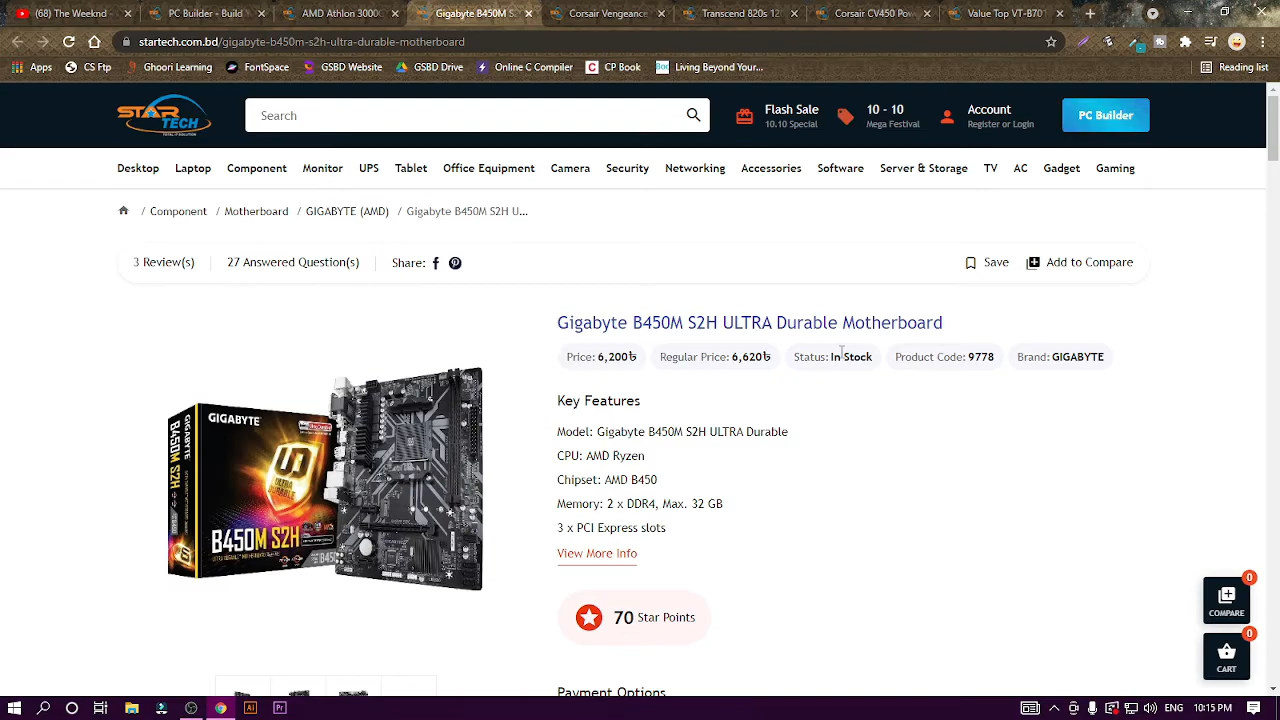 (68) The Weeknd
PC Builder - Build Y
AMD Athlon 3000G
Gigabyte B450M S
Corsair Vengeance
Transcend 820s 12
Corsair CV450 Pow
Value Top VT-B701
startech.com.bd/gigabyte-b450m-s2h-ultra-durable-motherboard
Apps
CS Ftp
Ghoori Learning
FontSpace
GSBD Website
GSBD Drive
Online C Compiler
CP Book
Living Beyond Your...
Reading list
STAR TECH
Search
Flash Sale
10.10 Special
10 - 10
Mega Festival
Account
Register or Login
PC Builder
Desktop Laptop Component Monitor UPS Tablet Office Equipment Camera Security Networking Accessories Software Server & Storage TV AC Gadget Gaming
/ Component / Motherboard / GIGABYTE (AMD) / Gigabyte B450M S2H U...
3 Review(s)
27 Answered Question(s)
Share:
Save
Add to Compare
Gigabyte B450M S2H ULTRA Durable Motherboard
Price: 6,200৳ Regular Price: 6,620৳ Status: In Stock Product Code: 9778 Brand: GIGABYTE
Key Features
Model: Gigabyte B450M S2H ULTRA Durable
CPU: AMD Ryzen
Chipset: AMD B450
Memory: 2 x DDR4, Max. 32 GB
3 x PCI Express slots
View More Info
GIGABYTE
GIGABYTE
B450M S2H
ULTRA DURABLE
B450M S2H
70 Star Points
0
COMPARE
0
CART
Payment Options
ENG 10:15 PM